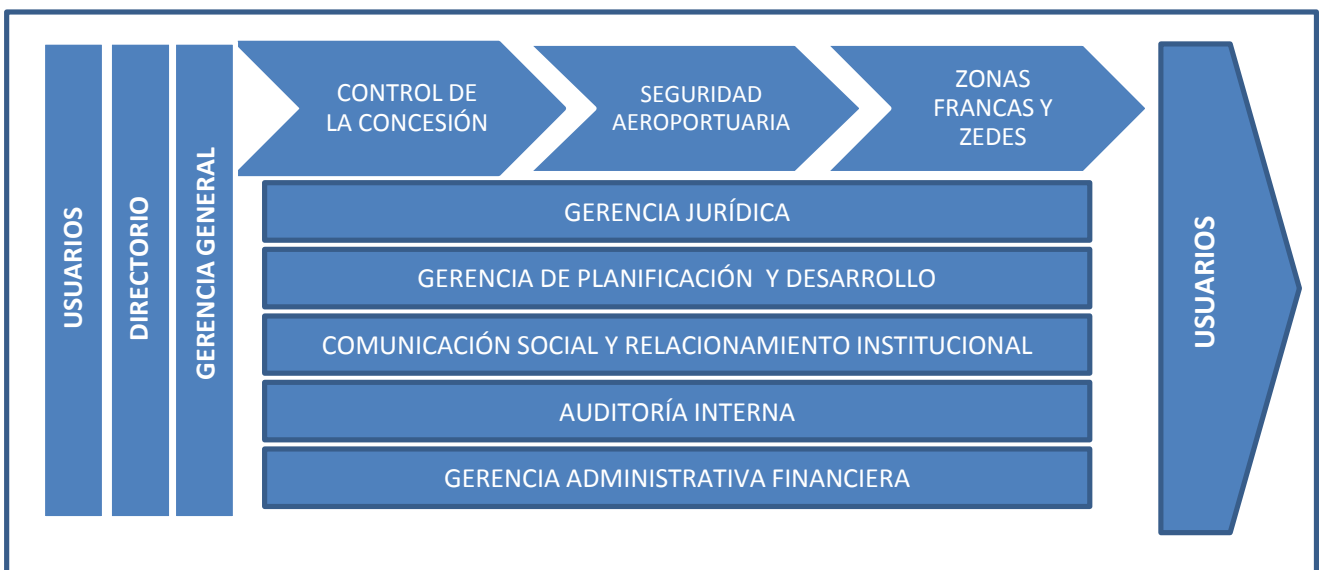 USUARIOS
DIRECTORIO
GERENCIA GENERAL
CONTROL DE
LA CONCESIÓN
SEGURIDAD
AEROPORTUARIA
ZONAS
FRANCAS Y
ZEDES
GERENCIA JURÍDICA
GERENCIA DE PLANIFICACIÓN Y DESARROLLO
COMUNICACIÓN SOCIAL Y RELACIONAMIENTO INSTITUCIONAL
AUDITORÍA INTERNA
GERENCIA ADMINISTRATIVA FINANCIERA
USUARIOS